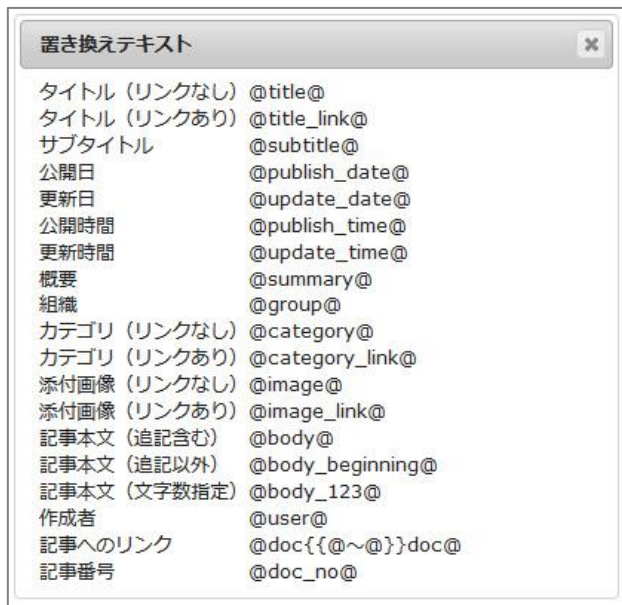 置き換えテキスト
タイトル（リンクなし） @title@
タイトル（リンクあり） @title_link@
サブタイトル @subtitle@
公開日 @publish_date@
更新日 @update_date@
公開時間 @publish_time@
更新時間 @update_time@
概要 @summary@
組織 @group@
カテゴリ（リンクなし） @category@
カテゴリ（リンクあり） @category_link@
添付画像（リンクなし） @image@
添付画像（リンクあり） @image_link@
記事本文（追記含む） @body@
記事本文（追記以外） @body_beginning@
記事本文（文字数指定） @body_123@
作成者 @user@
記事へのリンク @doc{{@～@}}doc@
記事番号 @doc_no@